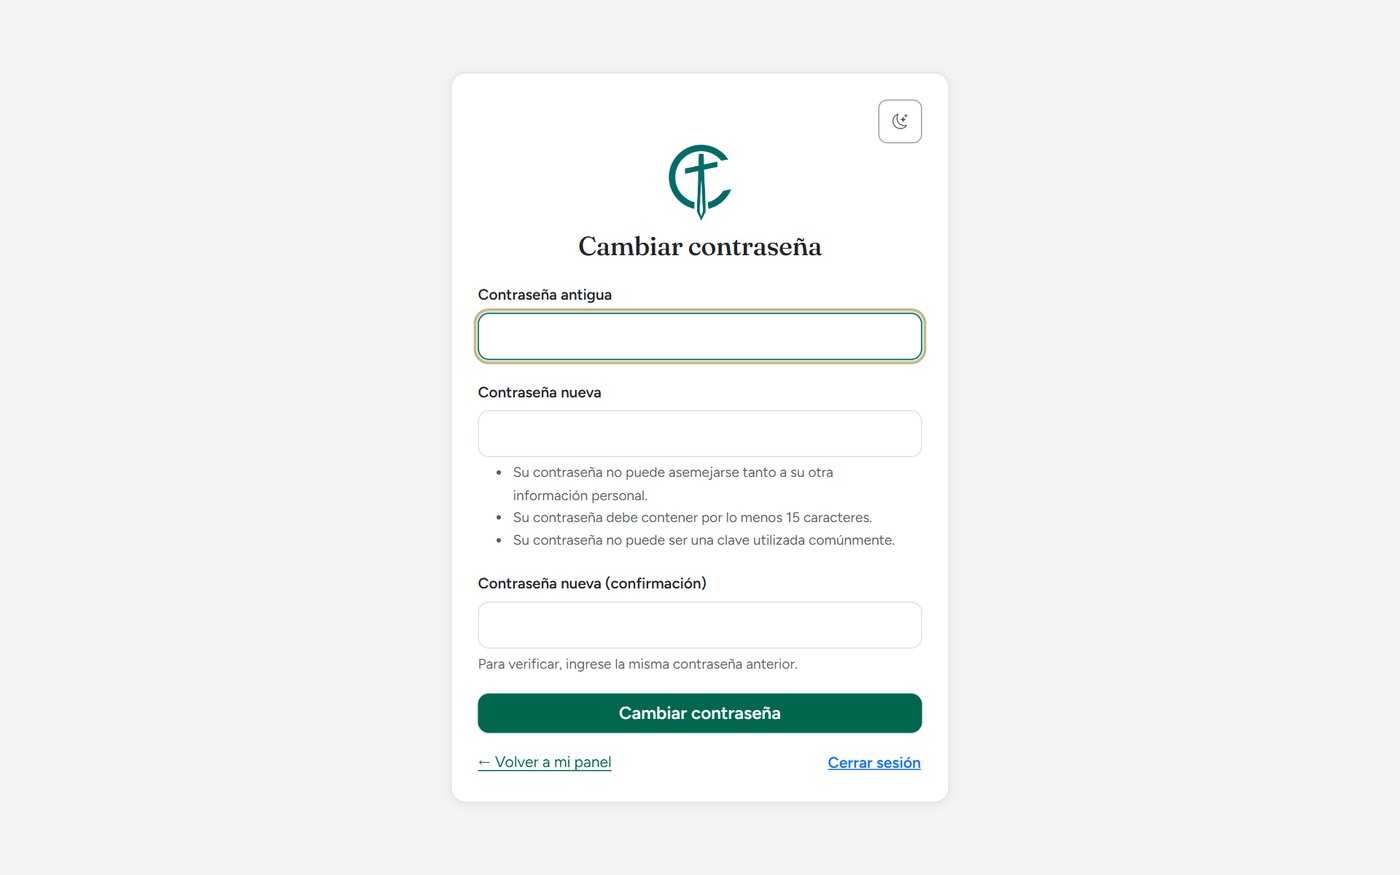 Cambiar contraseña
Contraseña antigua
Contraseña nueva
Su contraseña no puede asemejarse tanto a su otra
información personal.
Su contraseña debe contener por lo menos 15 caracteres.
Su contraseña no puede ser una clave utilizada comúnmente.
Contraseña nueva (confirmación)
Para verificar, ingrese la misma contraseña anterior.
Cambiar contraseña
← Volver a mi panel
Cerrar sesión